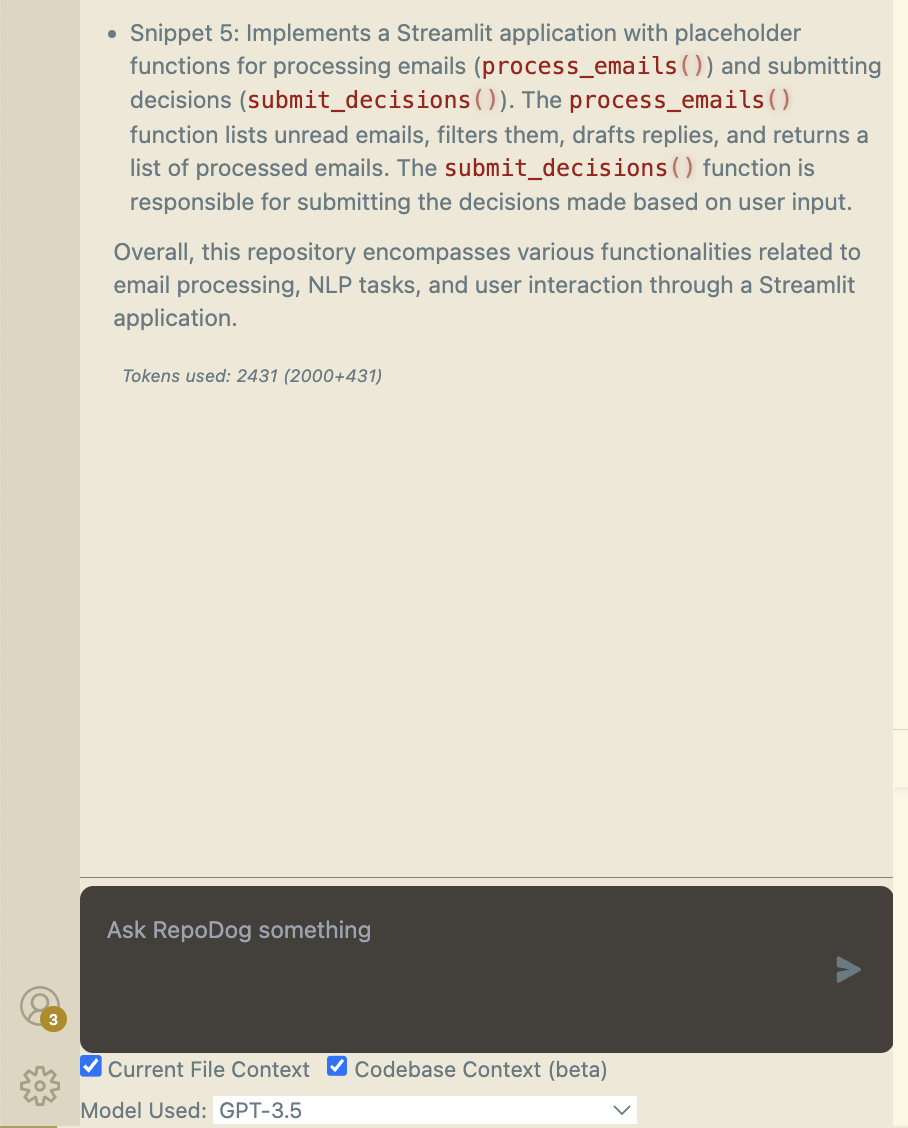 • Snippet 5: Implements a Streamlit application with placeholder
functions for processing emails (process_emails()) and submitting
decisions (submit_decisions()). The process_emails()
function lists unread emails, filters them, drafts replies, and returns a
list of processed emails. The submit_decisions() function is
responsible for submitting the decisions made based on user input.
Overall, this repository encompasses various functionalities related to
email processing, NLP tasks, and user interaction through a Streamlit
application.
Tokens used: 2431 (2000+431)
Ask RepoDog something
3
Current File Context Codebase Context (beta)
Model Used: GPT-3.5